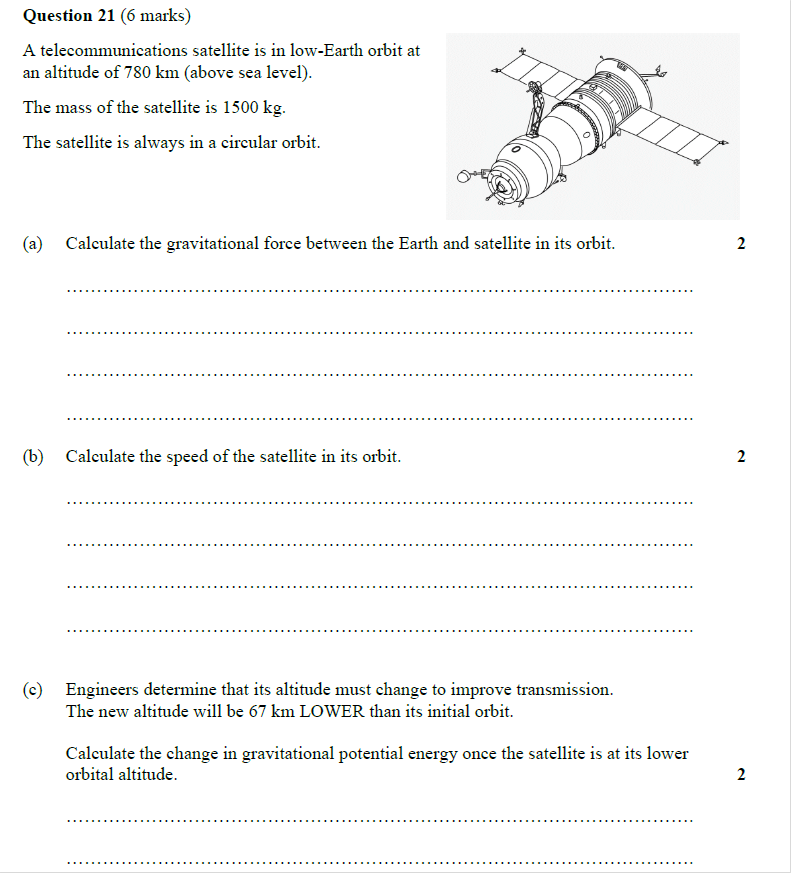 Question 21 (6 marks)
A telecommunications satellite is in low-Earth orbit at
an altitude of 780 km (above sea level).
The mass of the satellite is 1500 kg.
The satellite is always in a circular orbit.
(a) Calculate the gravitational force between the Earth and satellite in its orbit. 2
(b) Calculate the speed of the satellite in its orbit. 2
(c) Engineers determine that its altitude must change to improve transmission.
The new altitude will be 67 km LOWER than its initial orbit.
Calculate the change in gravitational potential energy once the satellite is at its lower
orbital altitude. 2